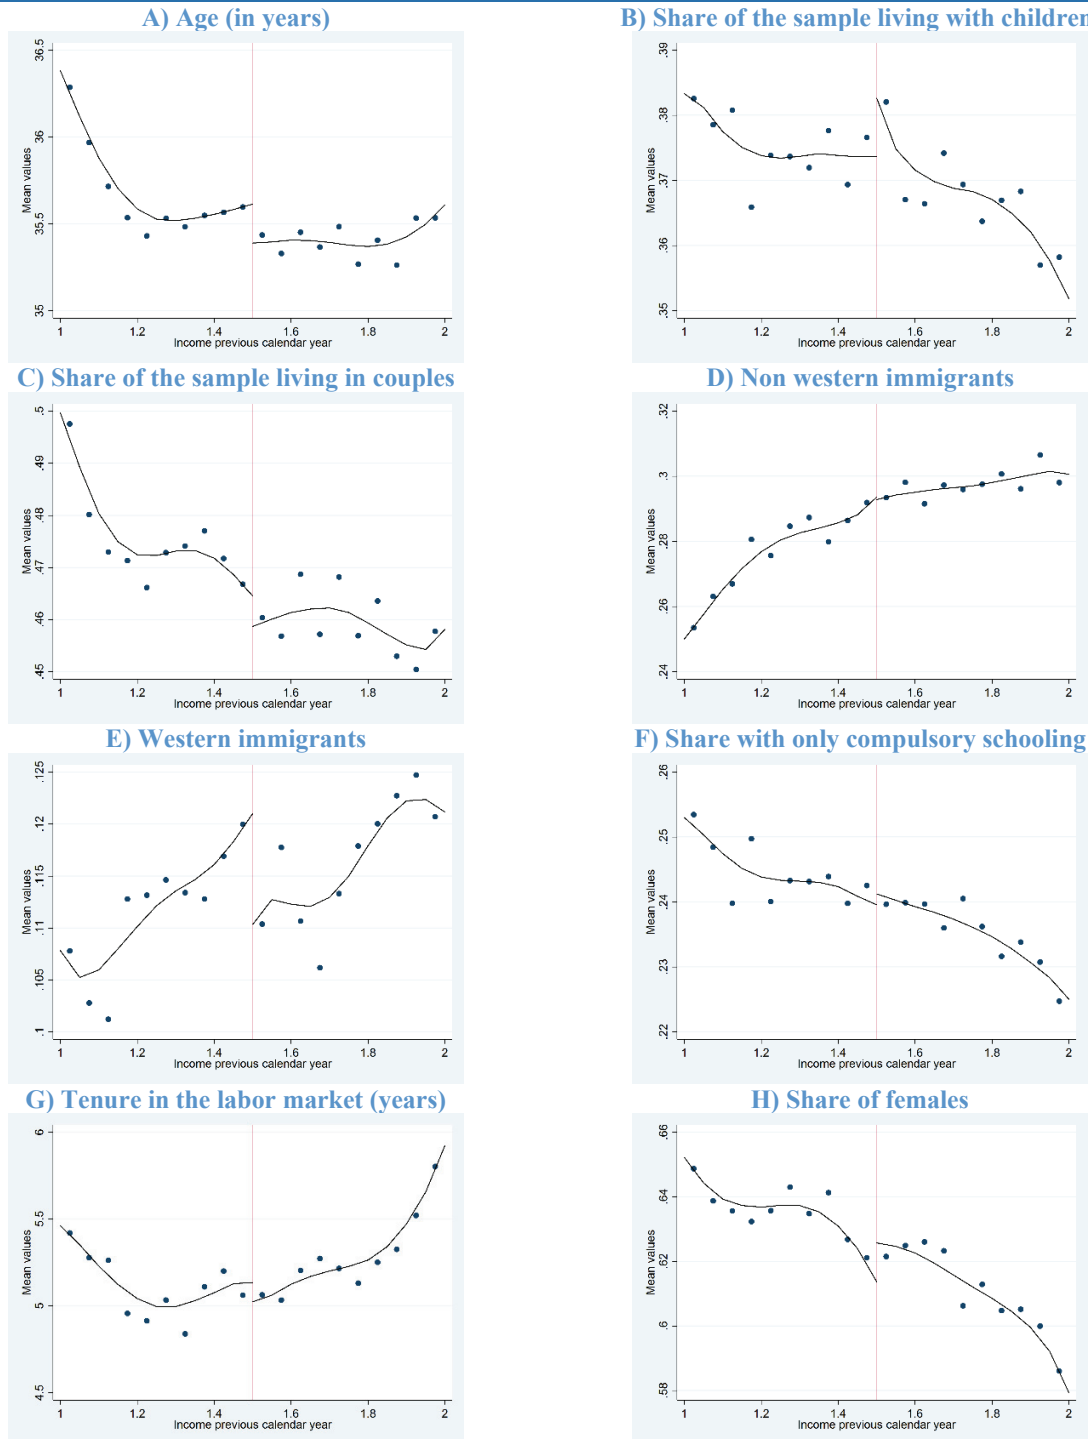 A) Age (in years)
36.5
36
35.5
35
Mean values
1 1.2 1.4 1.6 1.8 2
Income previous calendar year
B) Share of the sample living with children
.39
.38
.37
.36
.35
Mean values
1 1.2 1.4 1.6 1.8 2
Income previous calendar year
C) Share of the sample living in couples
.5
.49
.48
.47
.46
.45
Mean values
1 1.2 1.4 1.6 1.8 2
Income previous calendar year
D) Non western immigrants
.32
.3
.28
.26
.24
Mean values
1 1.2 1.4 1.6 1.8 2
Income previous calendar year
E) Western immigrants
.125
.12
.115
.11
.105
.1
Mean values
1 1.2 1.4 1.6 1.8 2
Income previous calendar year
F) Share with only compulsory schooling
.26
.25
.24
.23
.22
Mean values
1 1.2 1.4 1.6 1.8 2
Income previous calendar year
G) Tenure in the labor market (years)
6
5.5
5
4.5
Mean values
1 1.2 1.4 1.6 1.8 2
Income previous calendar year
H) Share of females
.66
.64
.62
.6
.58
Mean values
1 1.2 1.4 1.6 1.8 2
Income previous calendar year